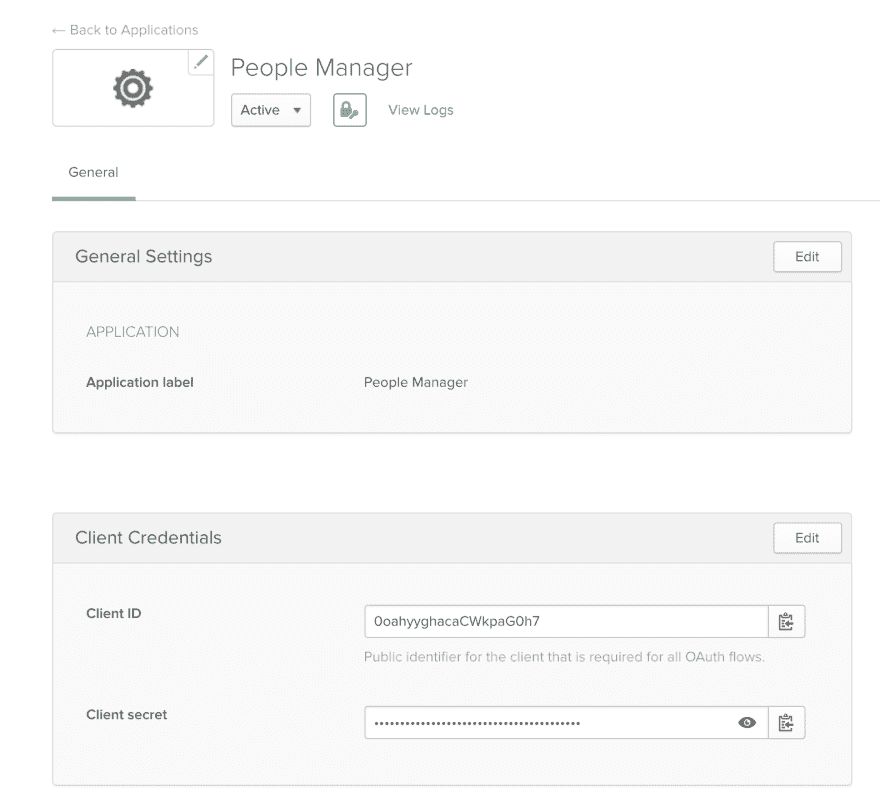 ← Back to Applications
People Manager
Active
View Logs
General
General Settings
Edit
APPLICATION
Application label People Manager
Client Credentials
Edit
Client ID
0oahyyghacaCWkpaG0h7
Public identifier for the client that is required for all OAuth flows.
Client secret
••••••••••••••••••••••••••••••••••••••••